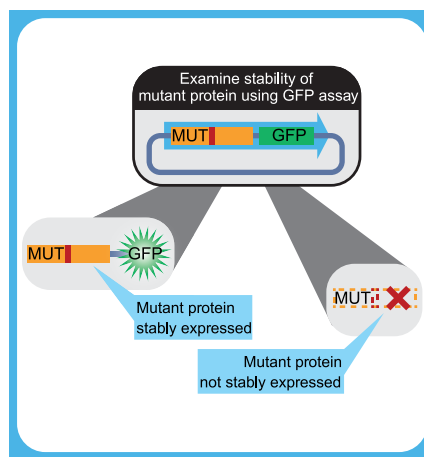 Examine stability of
mutant protein using GFP assay
MUT GFP
MUT GFP
Mutant protein
stably expressed
MUT
Mutant protein
not stably expressed